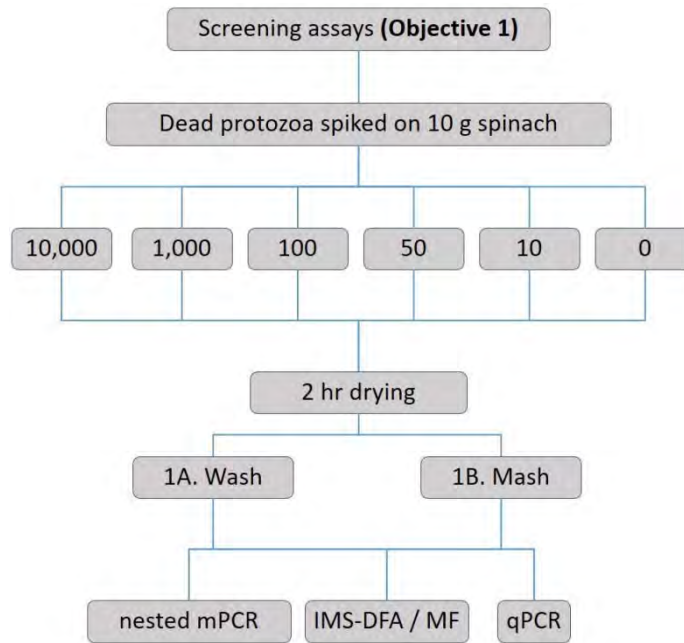 Screening assays (Objective 1)
Dead protozoa spiked on 10 g spinach
10,000
1,000
100
50
10
0
2 hr drying
1A. Wash
1B. Mash
nested mPCR
IMS-DFA / MF
qPCR